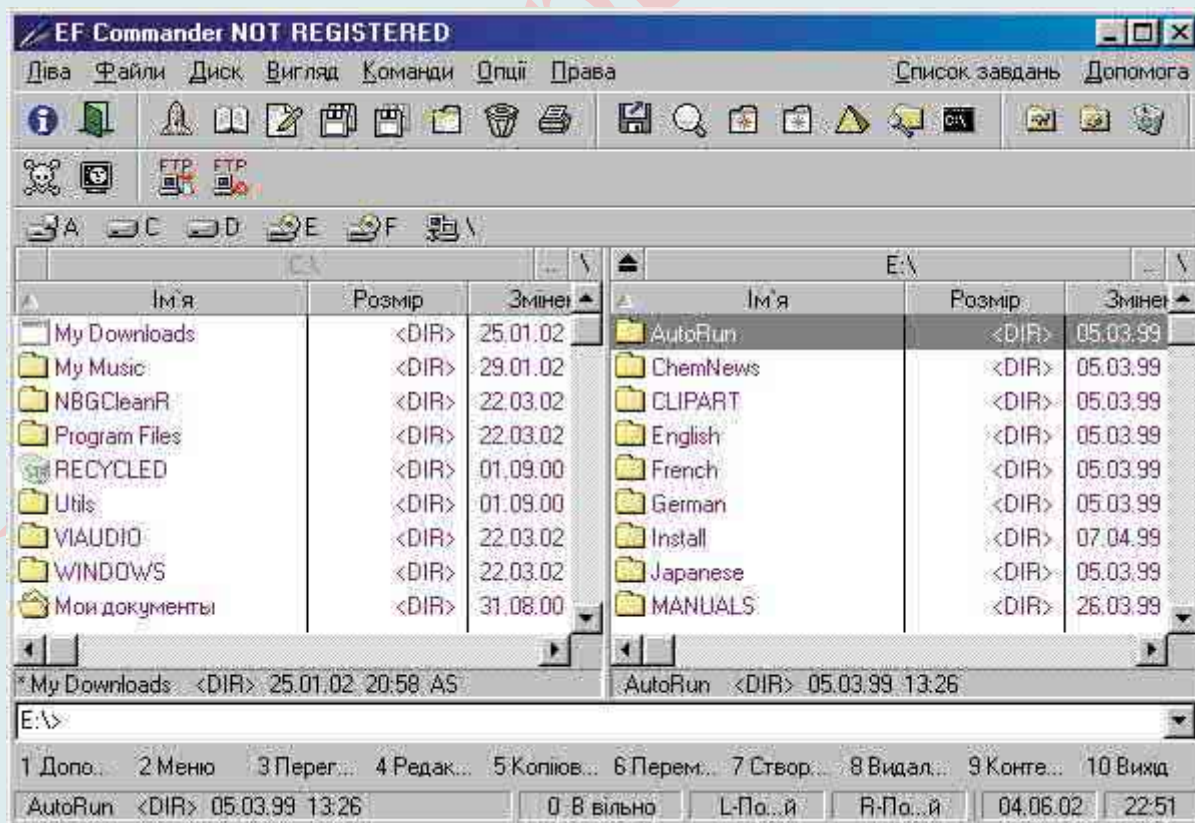 EF Commander NOT REGISTERED
Ліва Файли Диск Вигляд Команди Опції Права Список завдань Допомога
C:\
FTP FTP
A C D E F \
C:\ .. \ E:\ .. \
Ім`я Розмір Змінен Ім`я Розмір Змінен
My Downloads <DIR> 25.01.02 AutoRun <DIR> 05.03.99
My Music <DIR> 29.01.02 ChemNews <DIR> 05.03.99
NBGCleanR <DIR> 22.03.02 CLIPART <DIR> 05.03.99
Program Files <DIR> 22.03.02 English <DIR> 05.03.99
RECYCLED <DIR> 01.09.00 French <DIR> 05.03.99
Utils <DIR> 01.09.00 German <DIR> 05.03.99
VIAUDIO <DIR> 22.03.02 Install <DIR> 07.04.99
WINDOWS <DIR> 22.03.02 Japanese <DIR> 05.03.99
Мои документы <DIR> 31.08.00 MANUALS <DIR> 26.03.99
* My Downloads <DIR> 25.01.02 20:58 AS AutoRun <DIR> 05.03.99 13:26
E:\>
1 Допо... 2 Меню 3 Перег... 4 Редак... 5 Копіюв... 6 Перем... 7 Створ... 8 Видал... 9 Конте... 10 Вихід
AutoRun <DIR> 05.03.99 13:26 0 В вільно L-По...й R-По...й 04.06.02 22:51